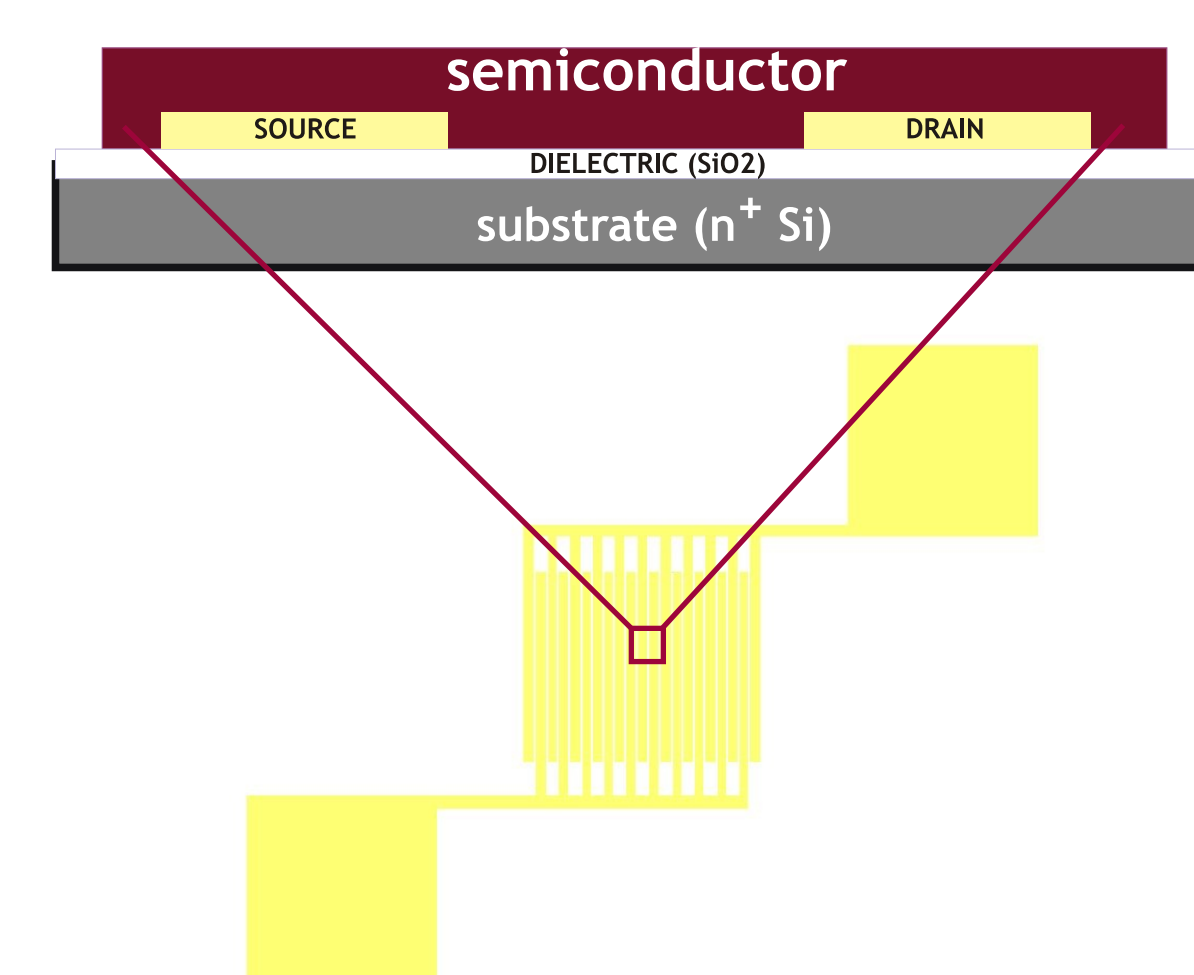 semiconductor
SOURCE
DRAIN
DIELECTRIC (SiO2)
substrate (n⁺ Si)